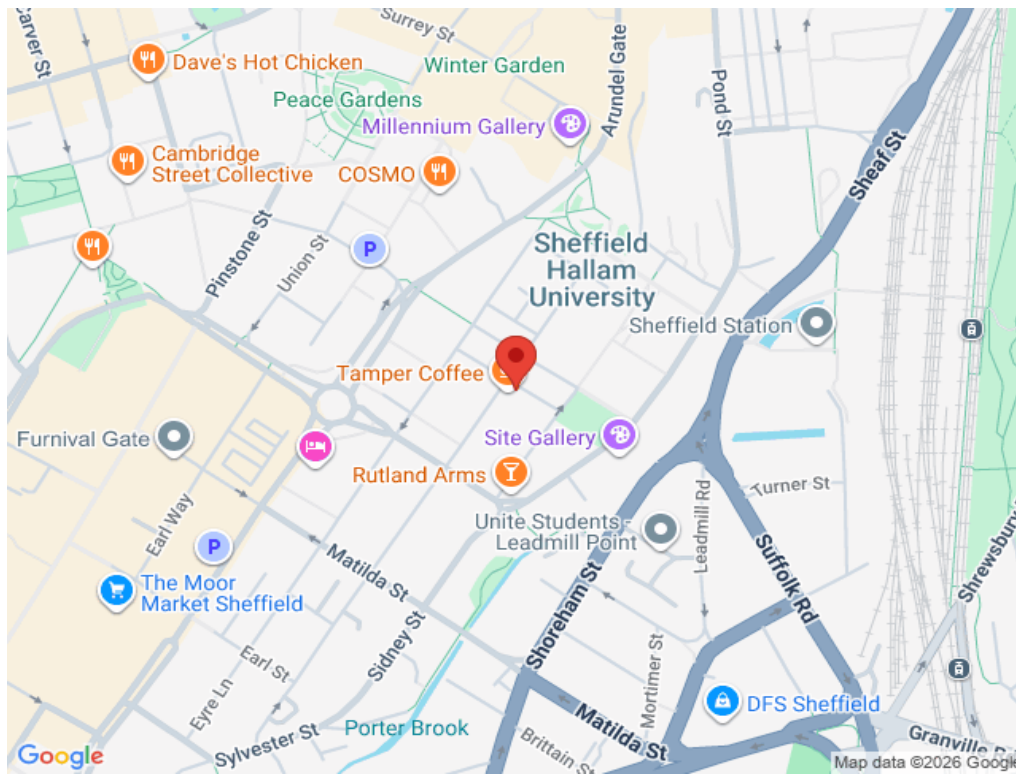 Carver St
Surrey St
Dave's Hot Chicken
Winter Garden
Arundel Gate
Pond St
Peace Gardens
Millennium Gallery
Sheaf St
Cambridge
Street Collective
COSMO
Pinstone St
Union St
P
Sheffield
Hallam
University
Sheffield Station
Tamper Coffee
Furnival Gate
Site Gallery
Rutland Arms
Turner St
Leadmill Rd
Earl Way
Unite Students -
Leadmill Point
P
Matilda St
Suffolk Rd
Shrewsbury
The Moor
Market Sheffield
Shoreham St
Sidney St
Earl St
Mortimer St
Eyre Ln
DFS Sheffield
Porter Brook
Matilda St
Sylvester St
Brittain St
Granville R
Google
Map data ©2026 Google